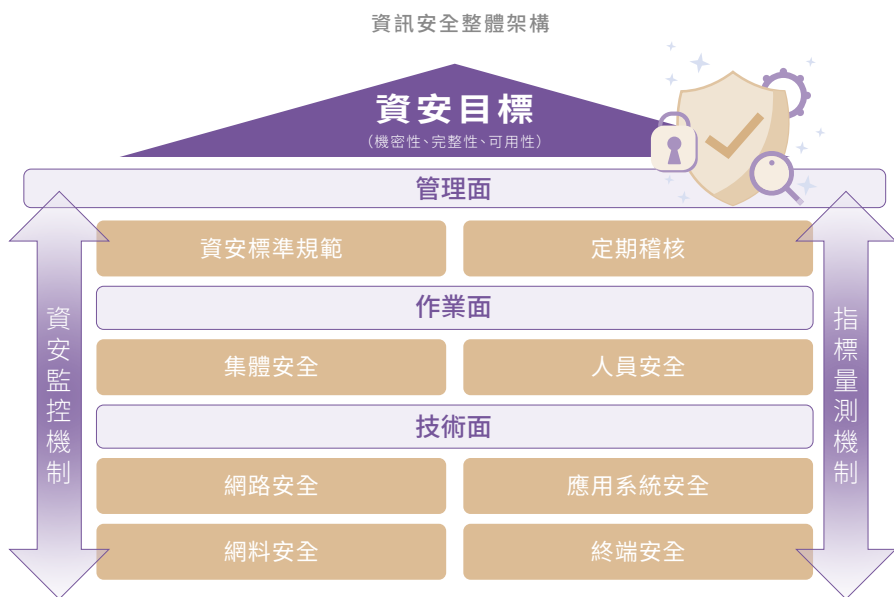 資訊安全整體架構
資安目標
(機密性、完整性、可用性)
管理面
資安標準規範
定期稽核
作業面
集體安全
人員安全
技術面
網路安全
應用系統安全
網料安全
終端安全
資安監控機制
指標量測機制